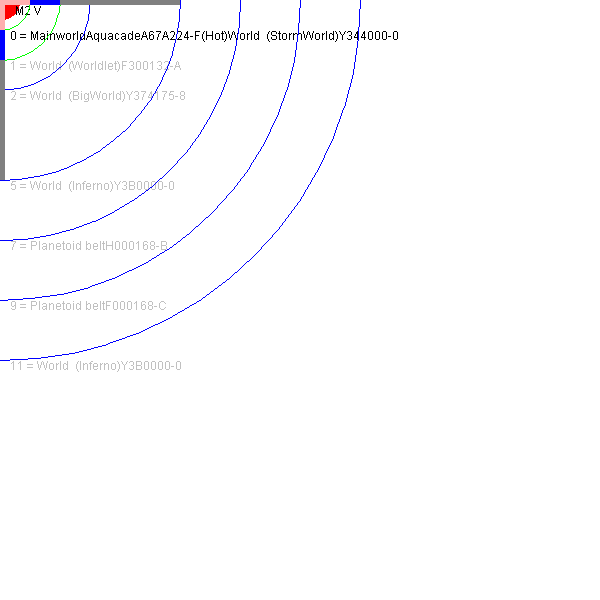 M2 V
0 = MainworldAquacadeA67A224-F(Hot)World (StormWorld)Y344000-0
1 = World (Worldlet)F300133-A
2 = World (BigWorld)Y374175-8
5 = World (Inferno)Y3B0000-0
7 = Planetoid beltH000168-B
9 = Planetoid beltF000168-C
11 = World (Inferno)Y3B0000-0